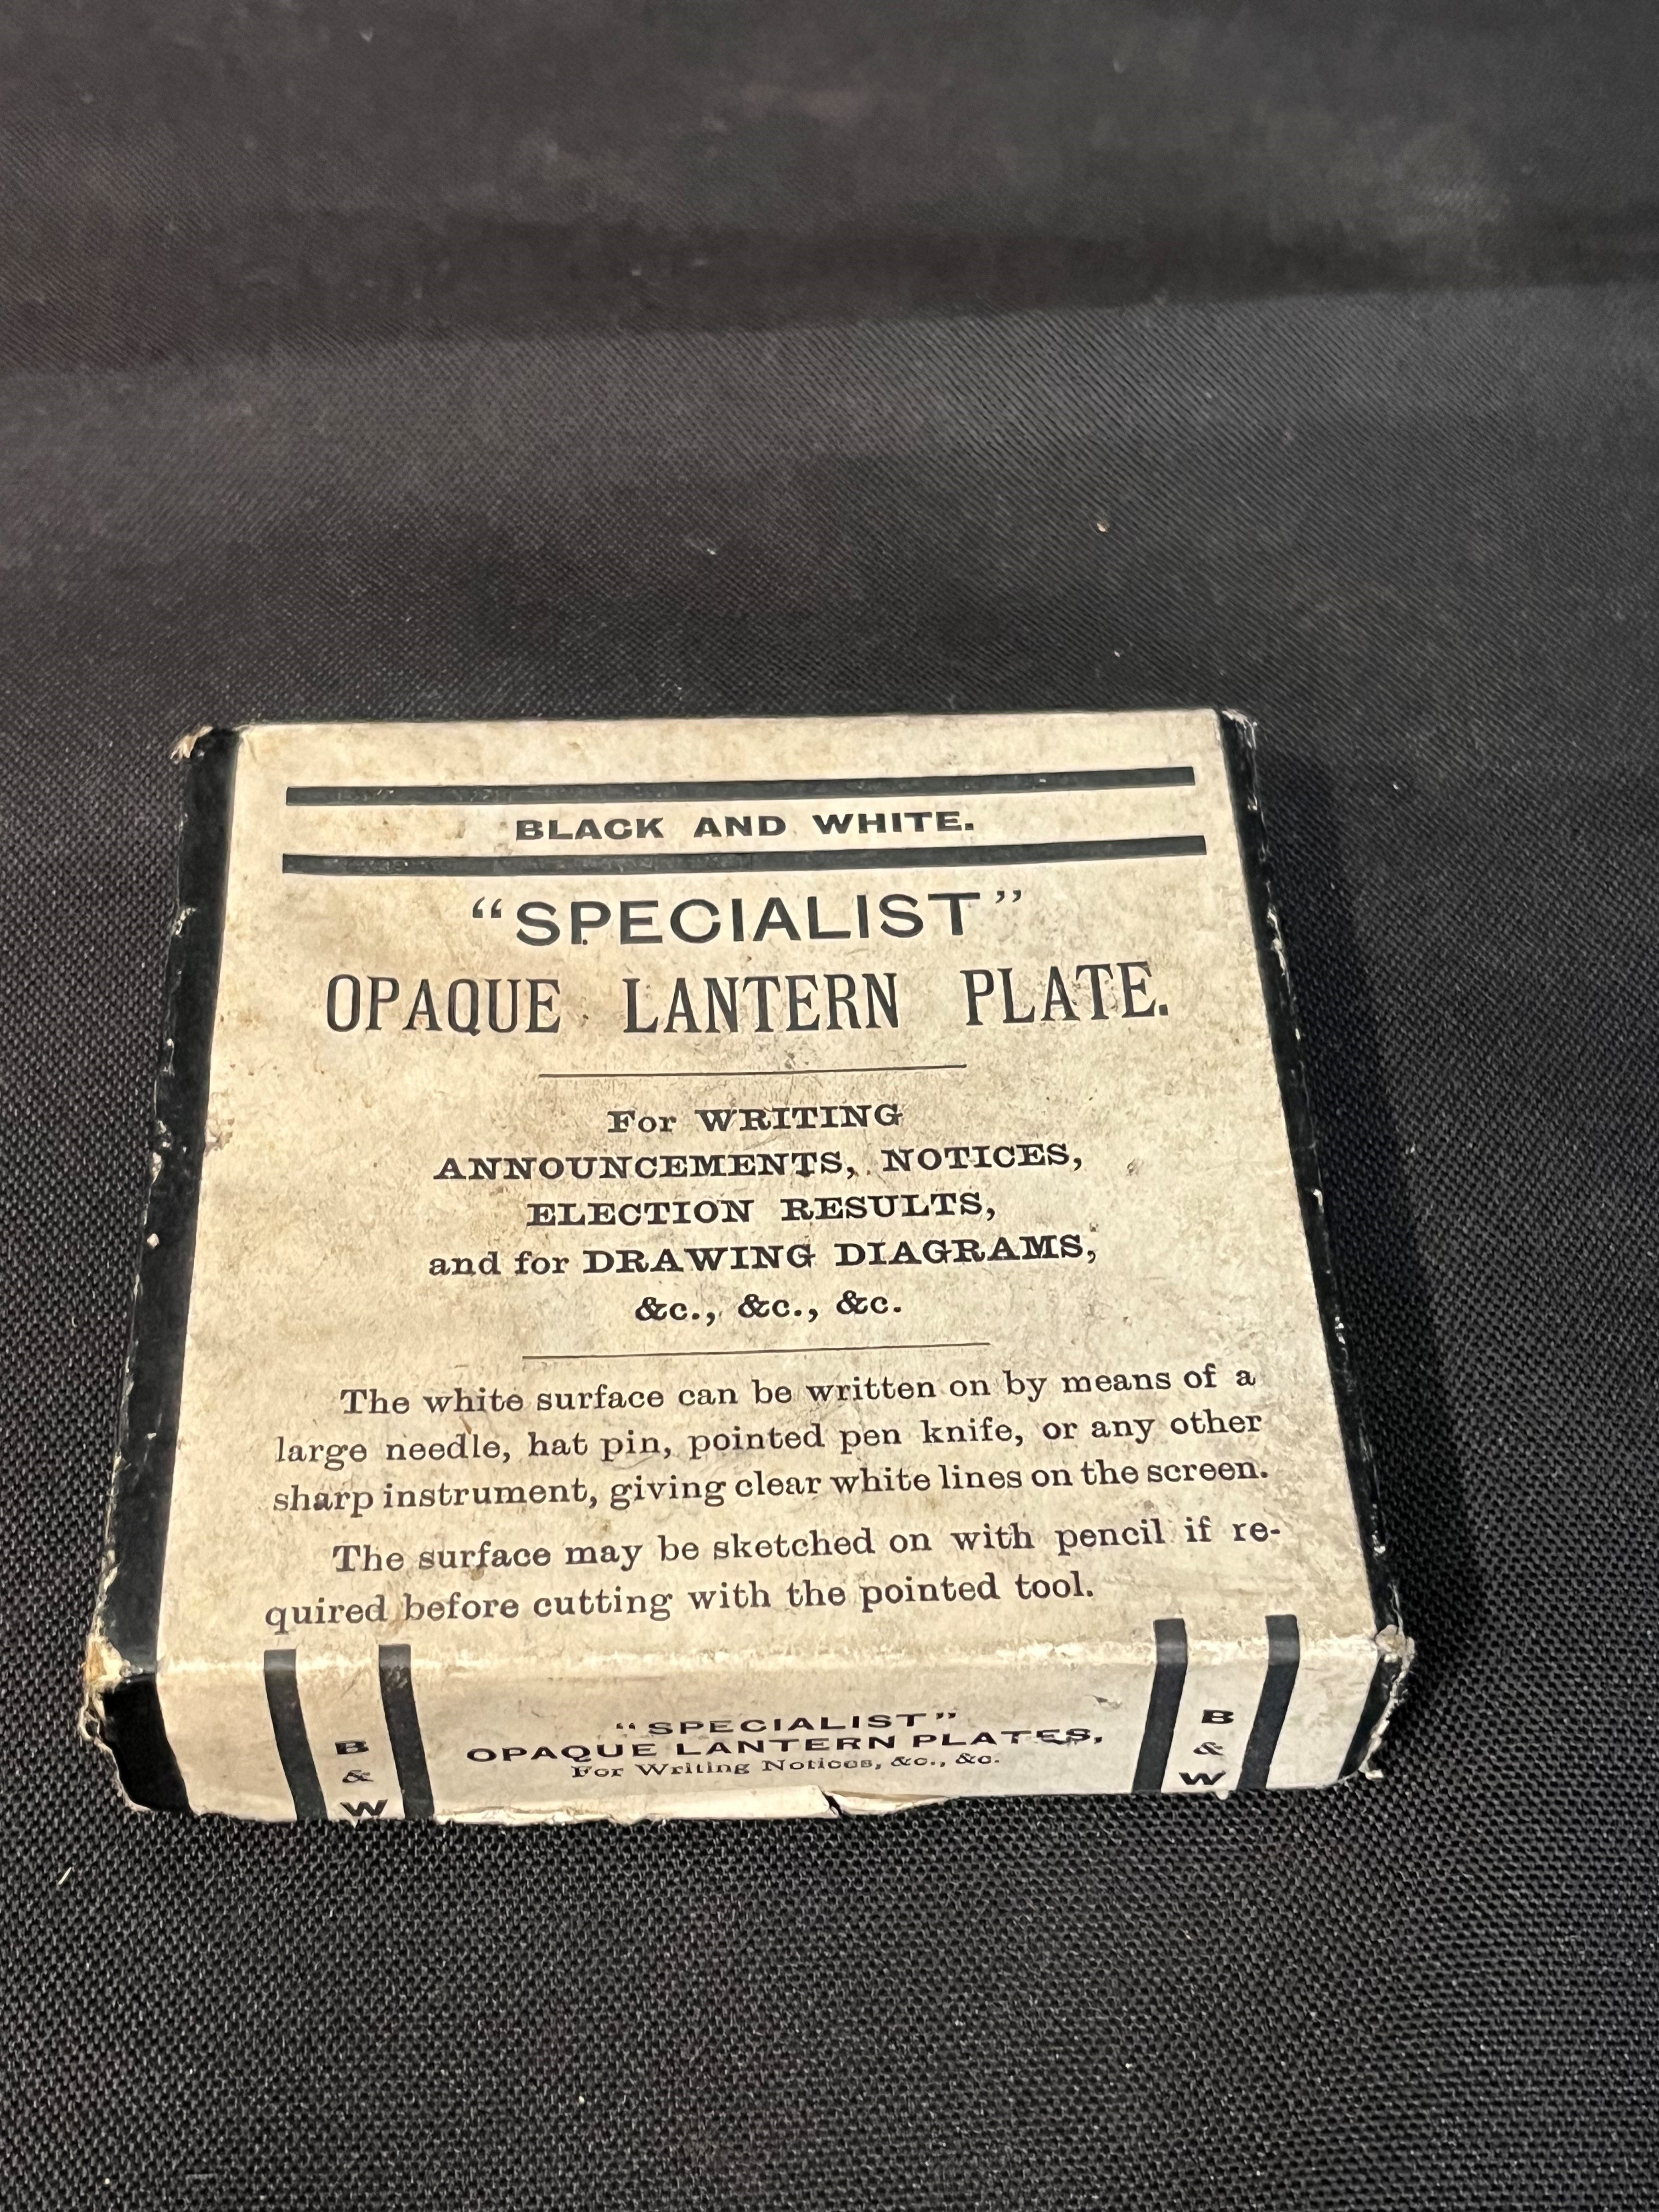 BLACK AND WHITE.
“SPECIALIST”
OPAQUE LANTERN PLATE.
For WRITING
ANNOUNCEMENTS, NOTICES,
ELECTION RESULTS,
and for DRAWING DIAGRAMS,
&c., &c., &c.
The white surface can be written on by means of a
large needle, hat pin, pointed pen knife, or any other
sharp instrument, giving clear white lines on the screen.
The surface may be sketched on with pencil if re-
quired before cutting with the pointed tool.
B
&
W
“SPECIALIST”
OPAQUE LANTERN PLATES,
For Writing Notices, &c., &c.
B
&
W